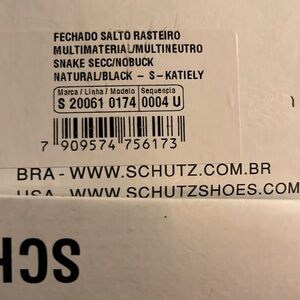 FECHADO SALTO RASTEIRO
MULTIMATERIAL/MULTINEUTRO
SNAKE SECC/NOBUCK
NATURAL/BLACK - S-KATIELY
Marca / Linha / Modelo Sequencia
S 20061 0174 0004 U
7 909574 756173
BRA - WWW.SCHUTZ.COM.BR
USA - WWW.SCHUTZSHOES.COM
SCH